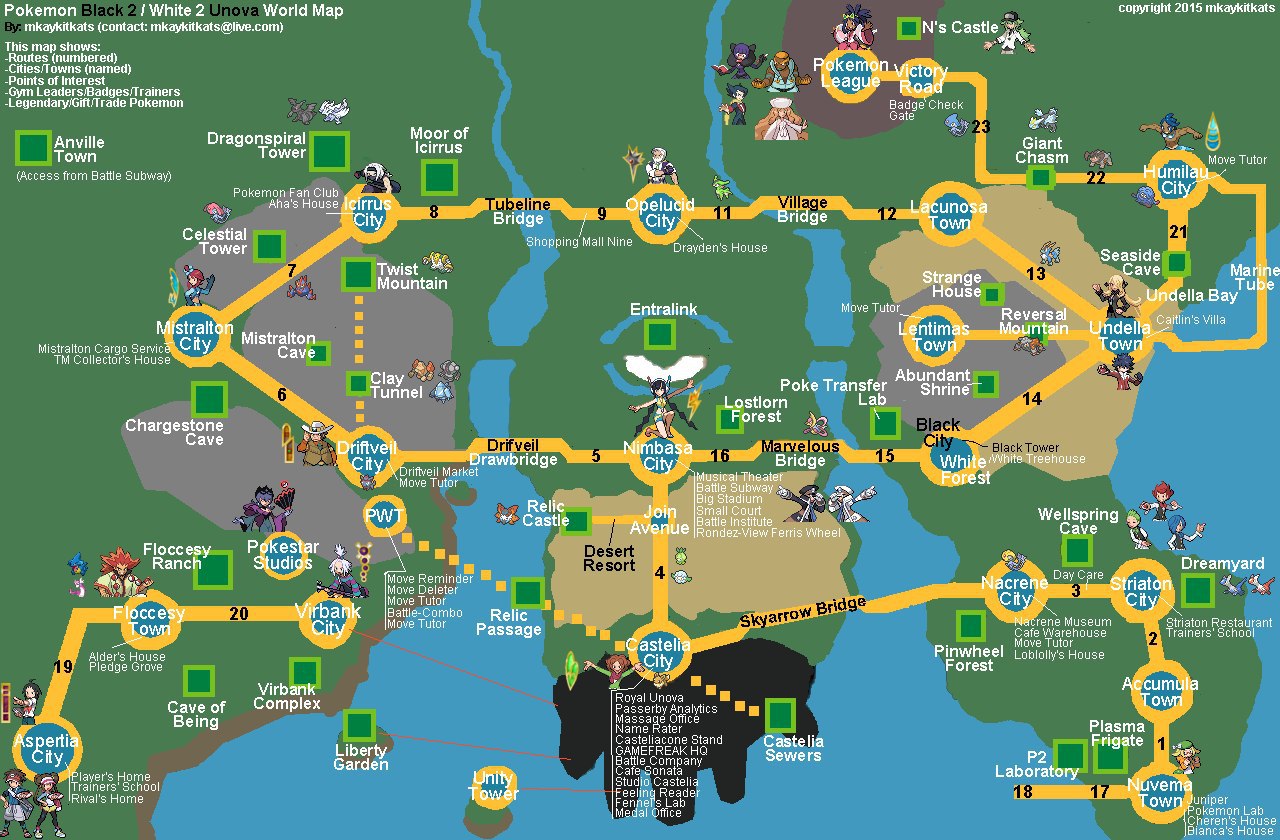 Pokemon Black 2 / White 2 Unova World Map
By: mkaykitkats (contact: mkaykitkats@live.com)
copyright 2015 mkaykitkats
This map shows:
-Routes (numbered)
-Cities/Towns (named)
-Points of Interest
-Gym Leaders/Badges/Trainers
-Legendary/Gift/Trade Pokemon
N's Castle
Pokemon
League
Victory
Road
Badge Check
Gate
23
Anville
Town
(Access from Battle Subway)
Dragonspiral
Tower
Moor of
Icirrus
Giant
Chasm
22
Humilau
City
Move Tutor
Pokemon Fan Club
Aha's House
Icirrus
City
8
Tubeline
Bridge
9
Shopping Mall Nine
Opelucid
City
11
Drayden's House
Village
Bridge
12
Lacunosa
Town
21
Celestial
Tower
7
Twist
Mountain
13
Seaside
Cave
Marine
Tube
Strange
House
Undella Bay
Entralink
Move Tutor
Lentimas
Town
Reversal
Mountain
Undella
Town
Caitlin's Villa
Mistralton
City
Mistralton Cargo Service
TM Collector's House
Mistralton
Cave
Clay
Tunnel
6
Chargestone
Cave
Abundant
Shrine
14
Poke Transfer
Lab
Lostlorn
Forest
Driftveil
City
Driftveil Market
Move Tutor
Drifveil
Drawbridge
5
Nimbasa
City
16
Marvelous
Bridge
15
Black
City
White
Forest
Black Tower
White Treehouse
Musical Theater
Battle Subway
Big Stadium
Small Court
Battle Institute
Rondez-View Ferris Wheel
PWT
Move Reminder
Move Deleter
Move Tutor
Battle-Combo
Move Tutor
Relic
Castle
Desert
Resort
Join
Avenue
4
Pokestar
Studios
Floccesy
Ranch
Relic
Passage
Wellspring
Cave
Day Care
Dreamyard
Floccesy
Town
20
Virbank
City
Alder's House
Pledge Grove
Castelia
City
Skyarrow Bridge
Nacrene
City
3
Striaton
City
Nacrene Museum
Cafe Warehouse
Move Tutor
Loblolly's House
Striaton Restaurant
Trainers' School
2
Pinwheel
Forest
19
Cave of
Being
Virbank
Complex
Accumula
Town
Liberty
Garden
Royal Unova
Passerby Analytics
Massage Office
Name Rater
Casteliacone Stand
GAMEFREAK HQ
Battle Company
Cafe Sonata
Studio Castelia
Feeling Reader
Fennel's Lab
Medal Office
Castelia
Sewers
Plasma
Frigate
1
P2
Laboratory
Aspertia
City
Player's Home
Trainers' School
Rival's Home
Unity
Tower
18
17
Nuvema
Town
Juniper
Pokemon Lab
Cheren's House
Bianca's House